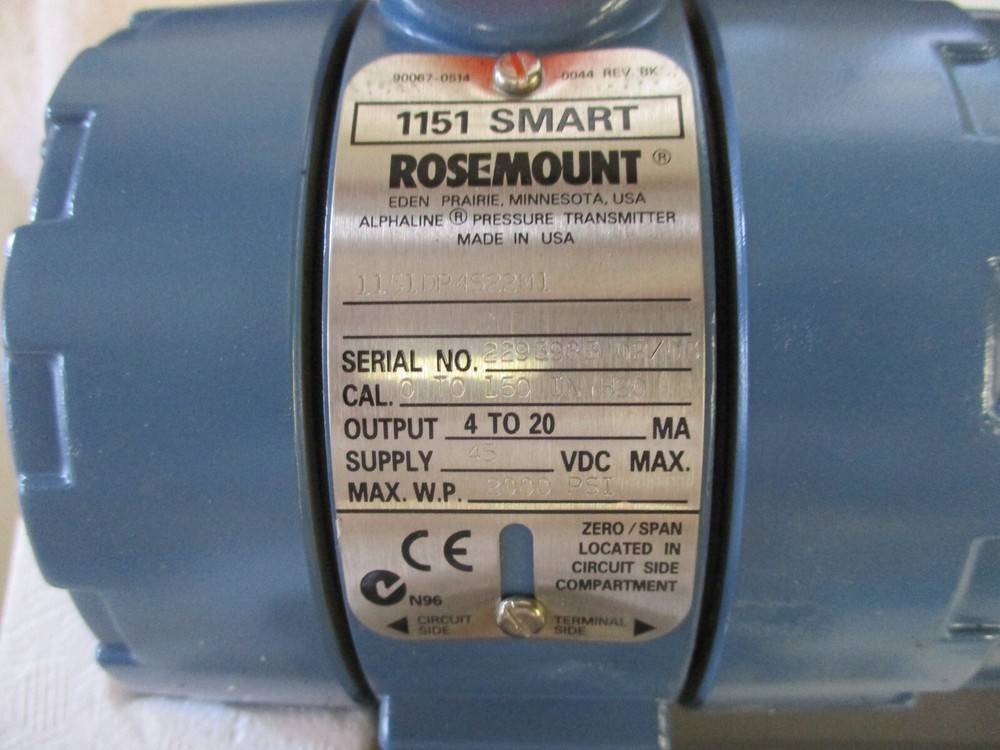 90067-0514 0044 REV. BK
1151 SMART
ROSEMOUNT ®
EDEN PRAIRIE, MINNESOTA, USA
ALPHALINE ® PRESSURE TRANSMITTER
MADE IN USA
1151DP4S22M1
SERIAL NO.
CAL. 0 TO 150 IN H2O
OUTPUT 4 TO 20 MA
SUPPLY 45 VDC MAX.
MAX. W.P. PSI
CE
N96
ZERO / SPAN
LOCATED IN
CIRCUIT SIDE
COMPARTMENT
CIRCUIT
SIDE
TERMINAL
SIDE